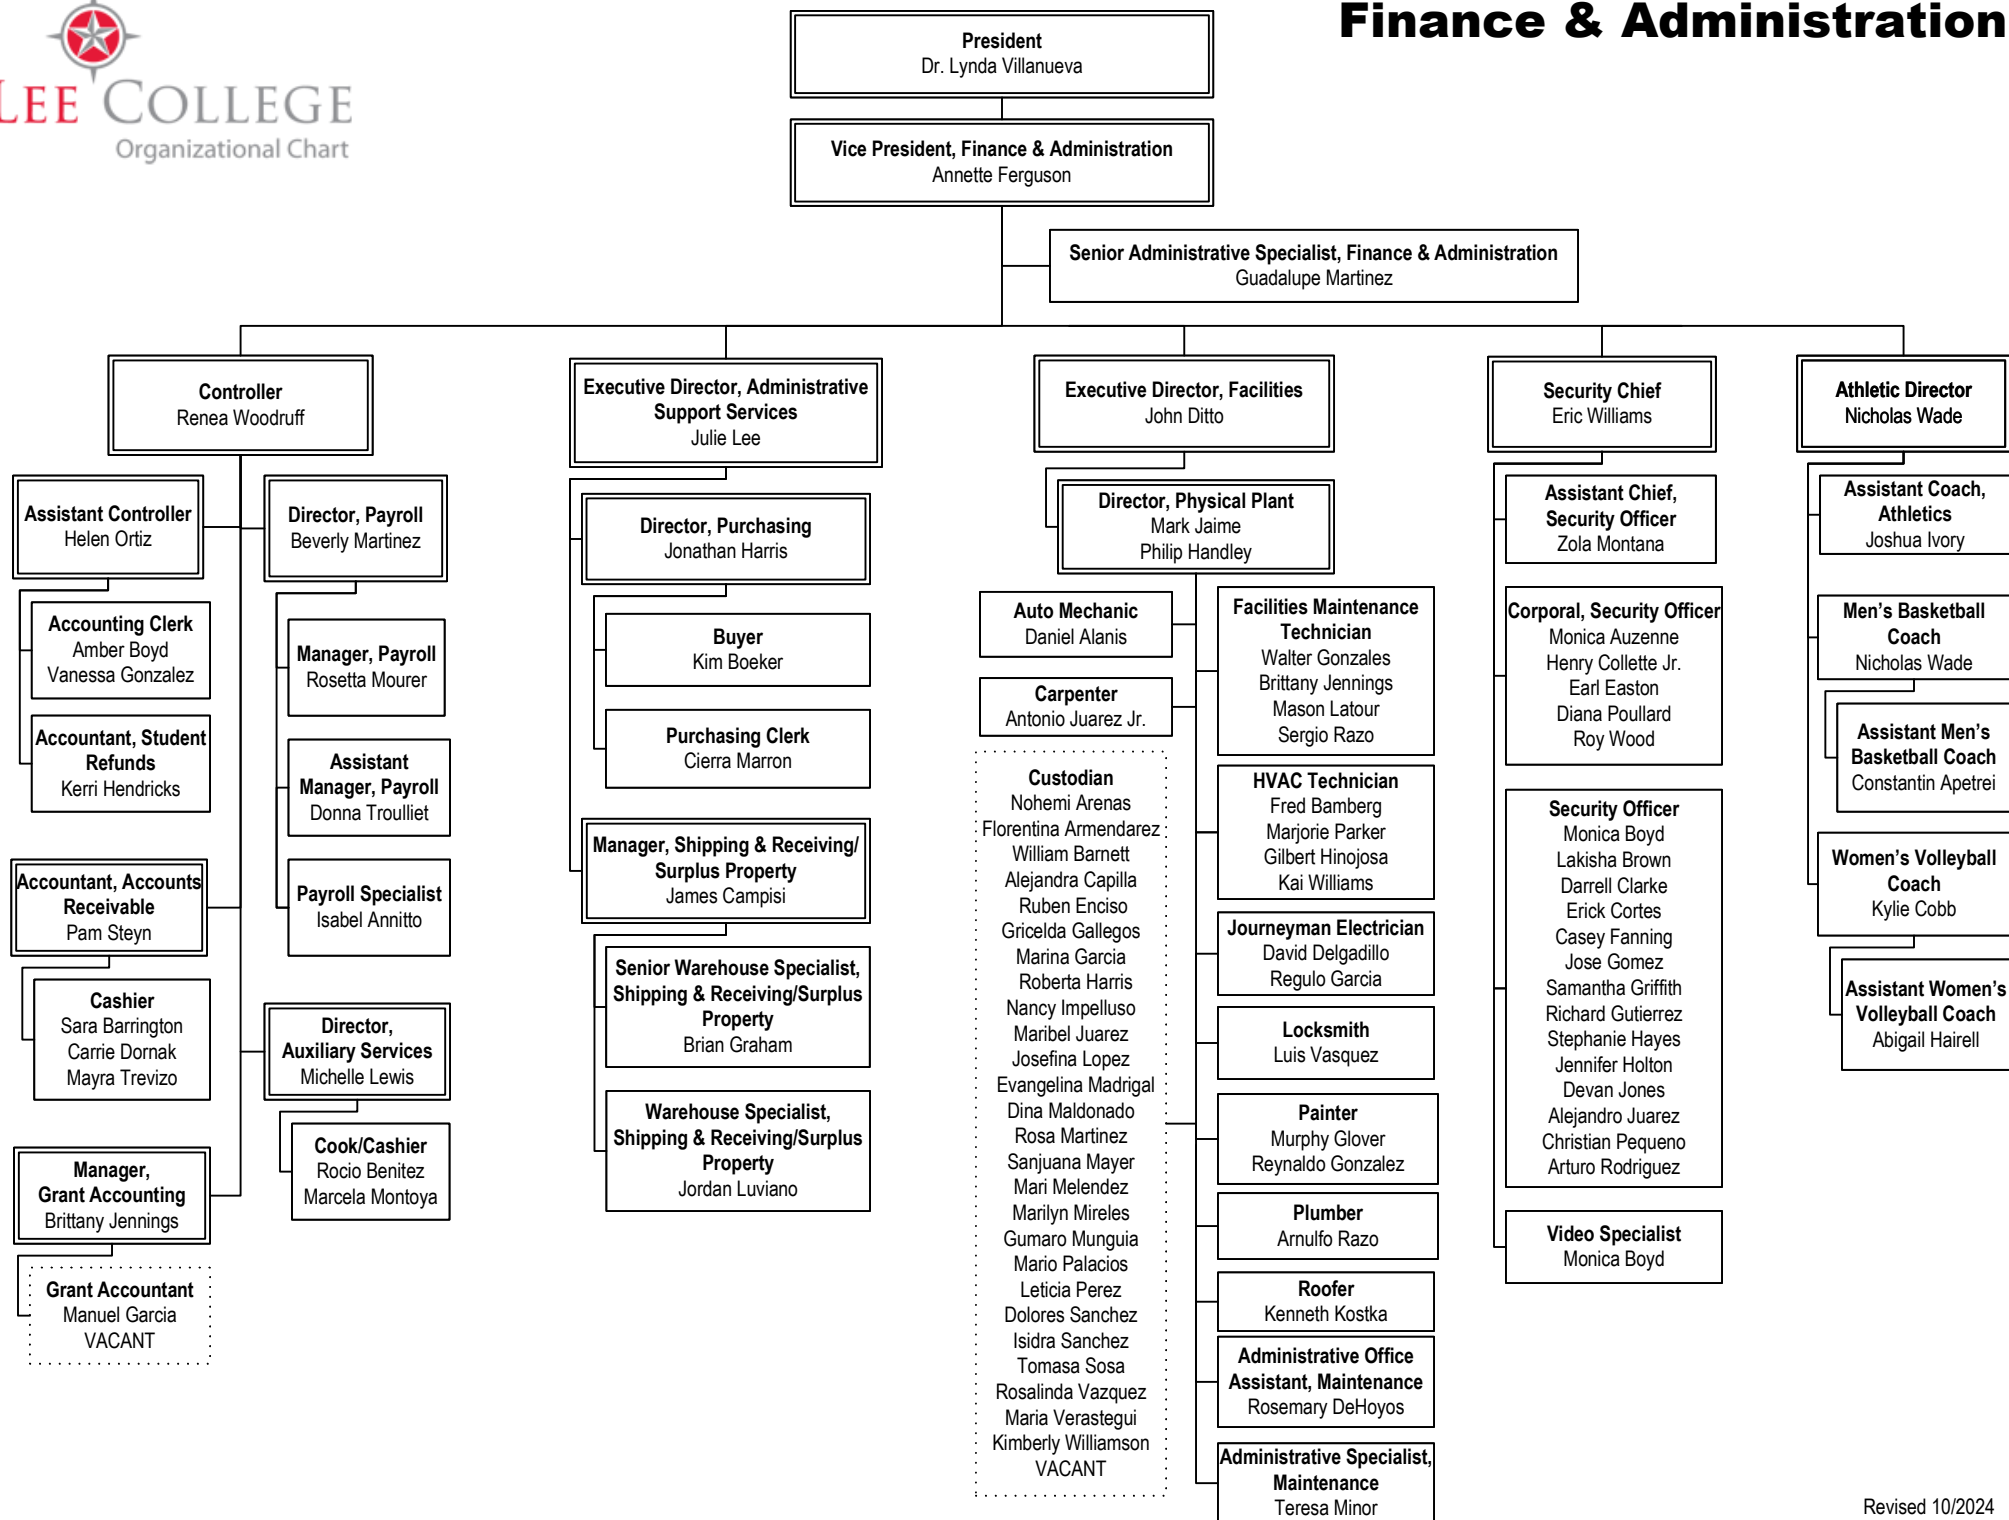 LEE COLLEGE
Organizational Chart
Finance & Administration
President
Dr. Lynda Villanueva
Vice President, Finance & Administration
Annette Ferguson
Senior Administrative Specialist, Finance & Administration
Guadalupe Martinez
Controller
Renea Woodruff
Assistant Controller
Helen Ortiz
Accounting Clerk
Amber Boyd
Vanessa Gonzalez
Accountant, Student
Refunds
Kerri Hendricks
Accountant, Accounts
Receivable
Pam Steyn
Cashier
Sara Barrington
Carrie Dornak
Mayra Trevizo
Manager,
Grant Accounting
Brittany Jennings
Grant Accountant
Manuel Garcia
VACANT
Director, Payroll
Beverly Martinez
Manager, Payroll
Rosetta Mourer
Assistant
Manager, Payroll
Donna Troulliet
Payroll Specialist
Isabel Annitto
Director,
Auxiliary Services
Michelle Lewis
Cook/Cashier
Rocio Benitez
Marcela Montoya
Executive Director, Administrative
Support Services
Julie Lee
Director, Purchasing
Jonathan Harris
Buyer
Kim Boeker
Purchasing Clerk
Cierra Marron
Manager, Shipping & Receiving/
Surplus Property
James Campisi
Senior Warehouse Specialist,
Shipping & Receiving/Surplus
Property
Brian Graham
Warehouse Specialist,
Shipping & Receiving/Surplus
Property
Jordan Luviano
Executive Director, Facilities
John Ditto
Director, Physical Plant
Mark Jaime
Philip Handley
Auto Mechanic
Daniel Alanis
Carpenter
Antonio Juarez Jr.
Custodian
Nohemi Arenas
Florentina Armendarez
William Barnett
Alejandra Capilla
Ruben Enciso
Gricelda Gallegos
Marina Garcia
Roberta Harris
Nancy Impelluso
Maribel Juarez
Josefina Lopez
Evangelina Madrigal
Dina Maldonado
Rosa Martinez
Sanjuana Mayer
Mari Melendez
Marilyn Mireles
Gumaro Munguia
Mario Palacios
Leticia Perez
Dolores Sanchez
Isidra Sanchez
Tomasa Sosa
Rosalinda Vazquez
Maria Verastegui
Kimberly Williamson
VACANT
Facilities Maintenance
Technician
Walter Gonzales
Brittany Jennings
Mason Latour
Sergio Razo
HVAC Technician
Fred Bamberg
Marjorie Parker
Gilbert Hinojosa
Kai Williams
Journeyman Electrician
David Delgadillo
Regulo Garcia
Locksmith
Luis Vasquez
Painter
Murphy Glover
Reynaldo Gonzalez
Plumber
Arnulfo Razo
Roofer
Kenneth Kostka
Administrative Office
Assistant, Maintenance
Rosemary DeHoyos
Administrative Specialist,
Maintenance
Teresa Minor
Security Chief
Eric Williams
Assistant Chief,
Security Officer
Zola Montana
Corporal, Security Officer
Monica Auzenne
Henry Collette Jr.
Earl Easton
Diana Poullard
Roy Wood
Security Officer
Monica Boyd
Lakisha Brown
Darrell Clarke
Erick Cortes
Casey Fanning
Jose Gomez
Samantha Griffith
Richard Gutierrez
Stephanie Hayes
Jennifer Holton
Devan Jones
Alejandro Juarez
Christian Pequeno
Arturo Rodriguez
Video Specialist
Monica Boyd
Athletic Director
Nicholas Wade
Assistant Coach,
Athletics
Joshua Ivory
Men's Basketball
Coach
Nicholas Wade
Assistant Men's
Basketball Coach
Constantin Apetrei
Women's Volleyball
Coach
Kylie Cobb
Assistant Women's
Volleyball Coach
Abigail Hairell
Revised 10/2024